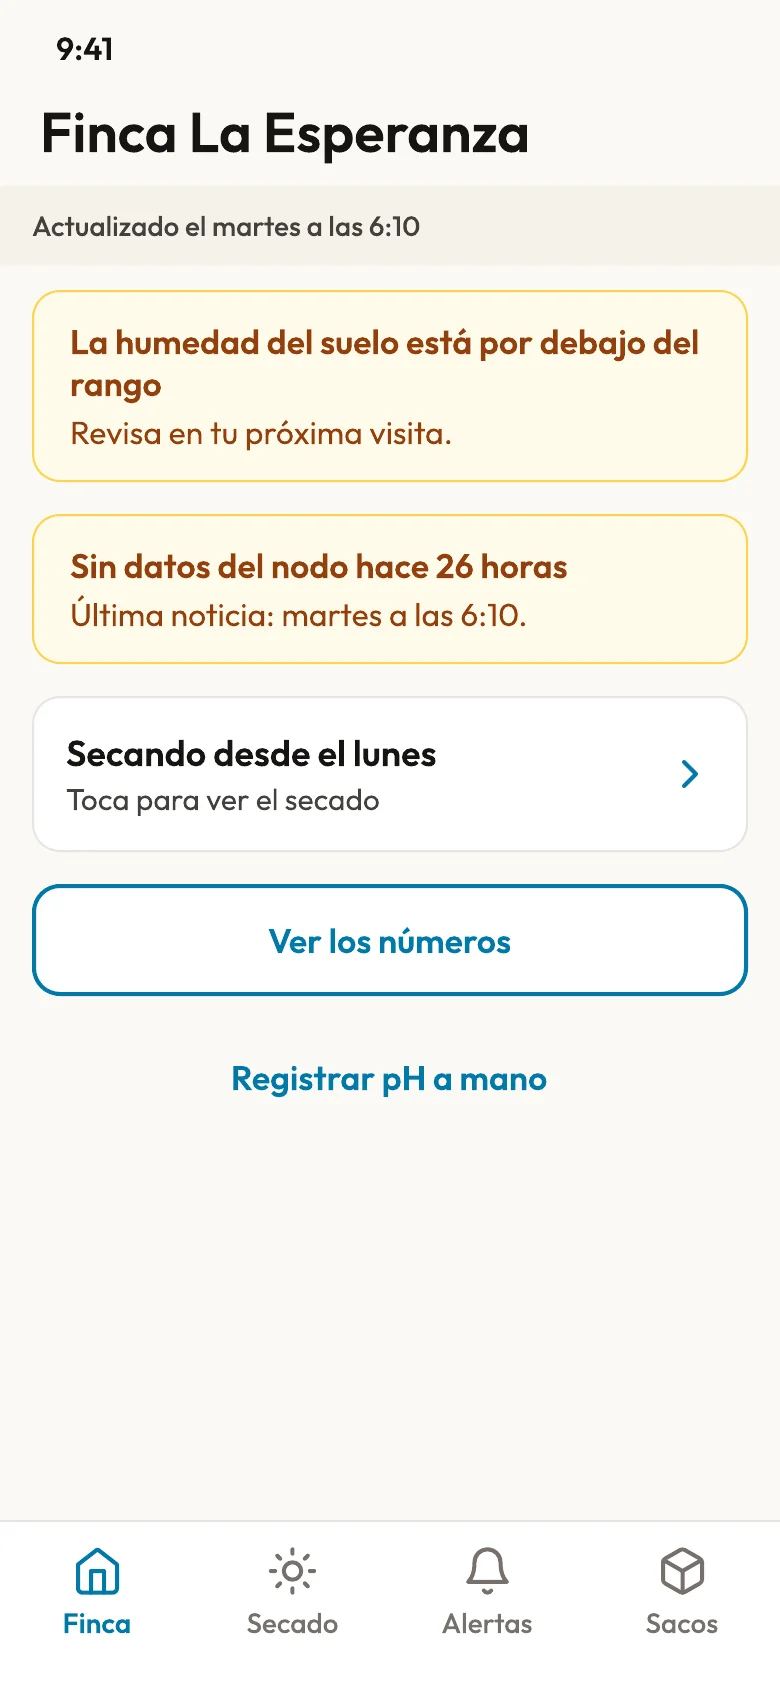 9:41
Finca La Esperanza
Actualizado el martes a las 6:10
La humedad del suelo está por debajo del
rango
Revisa en tu próxima visita.
Sin datos del nodo hace 26 horas
Última noticia: martes a las 6:10.
Secando desde el lunes
Toca para ver el secado
Ver los números
Registrar pH a mano
Finca
Secado
Alertas
Sacos